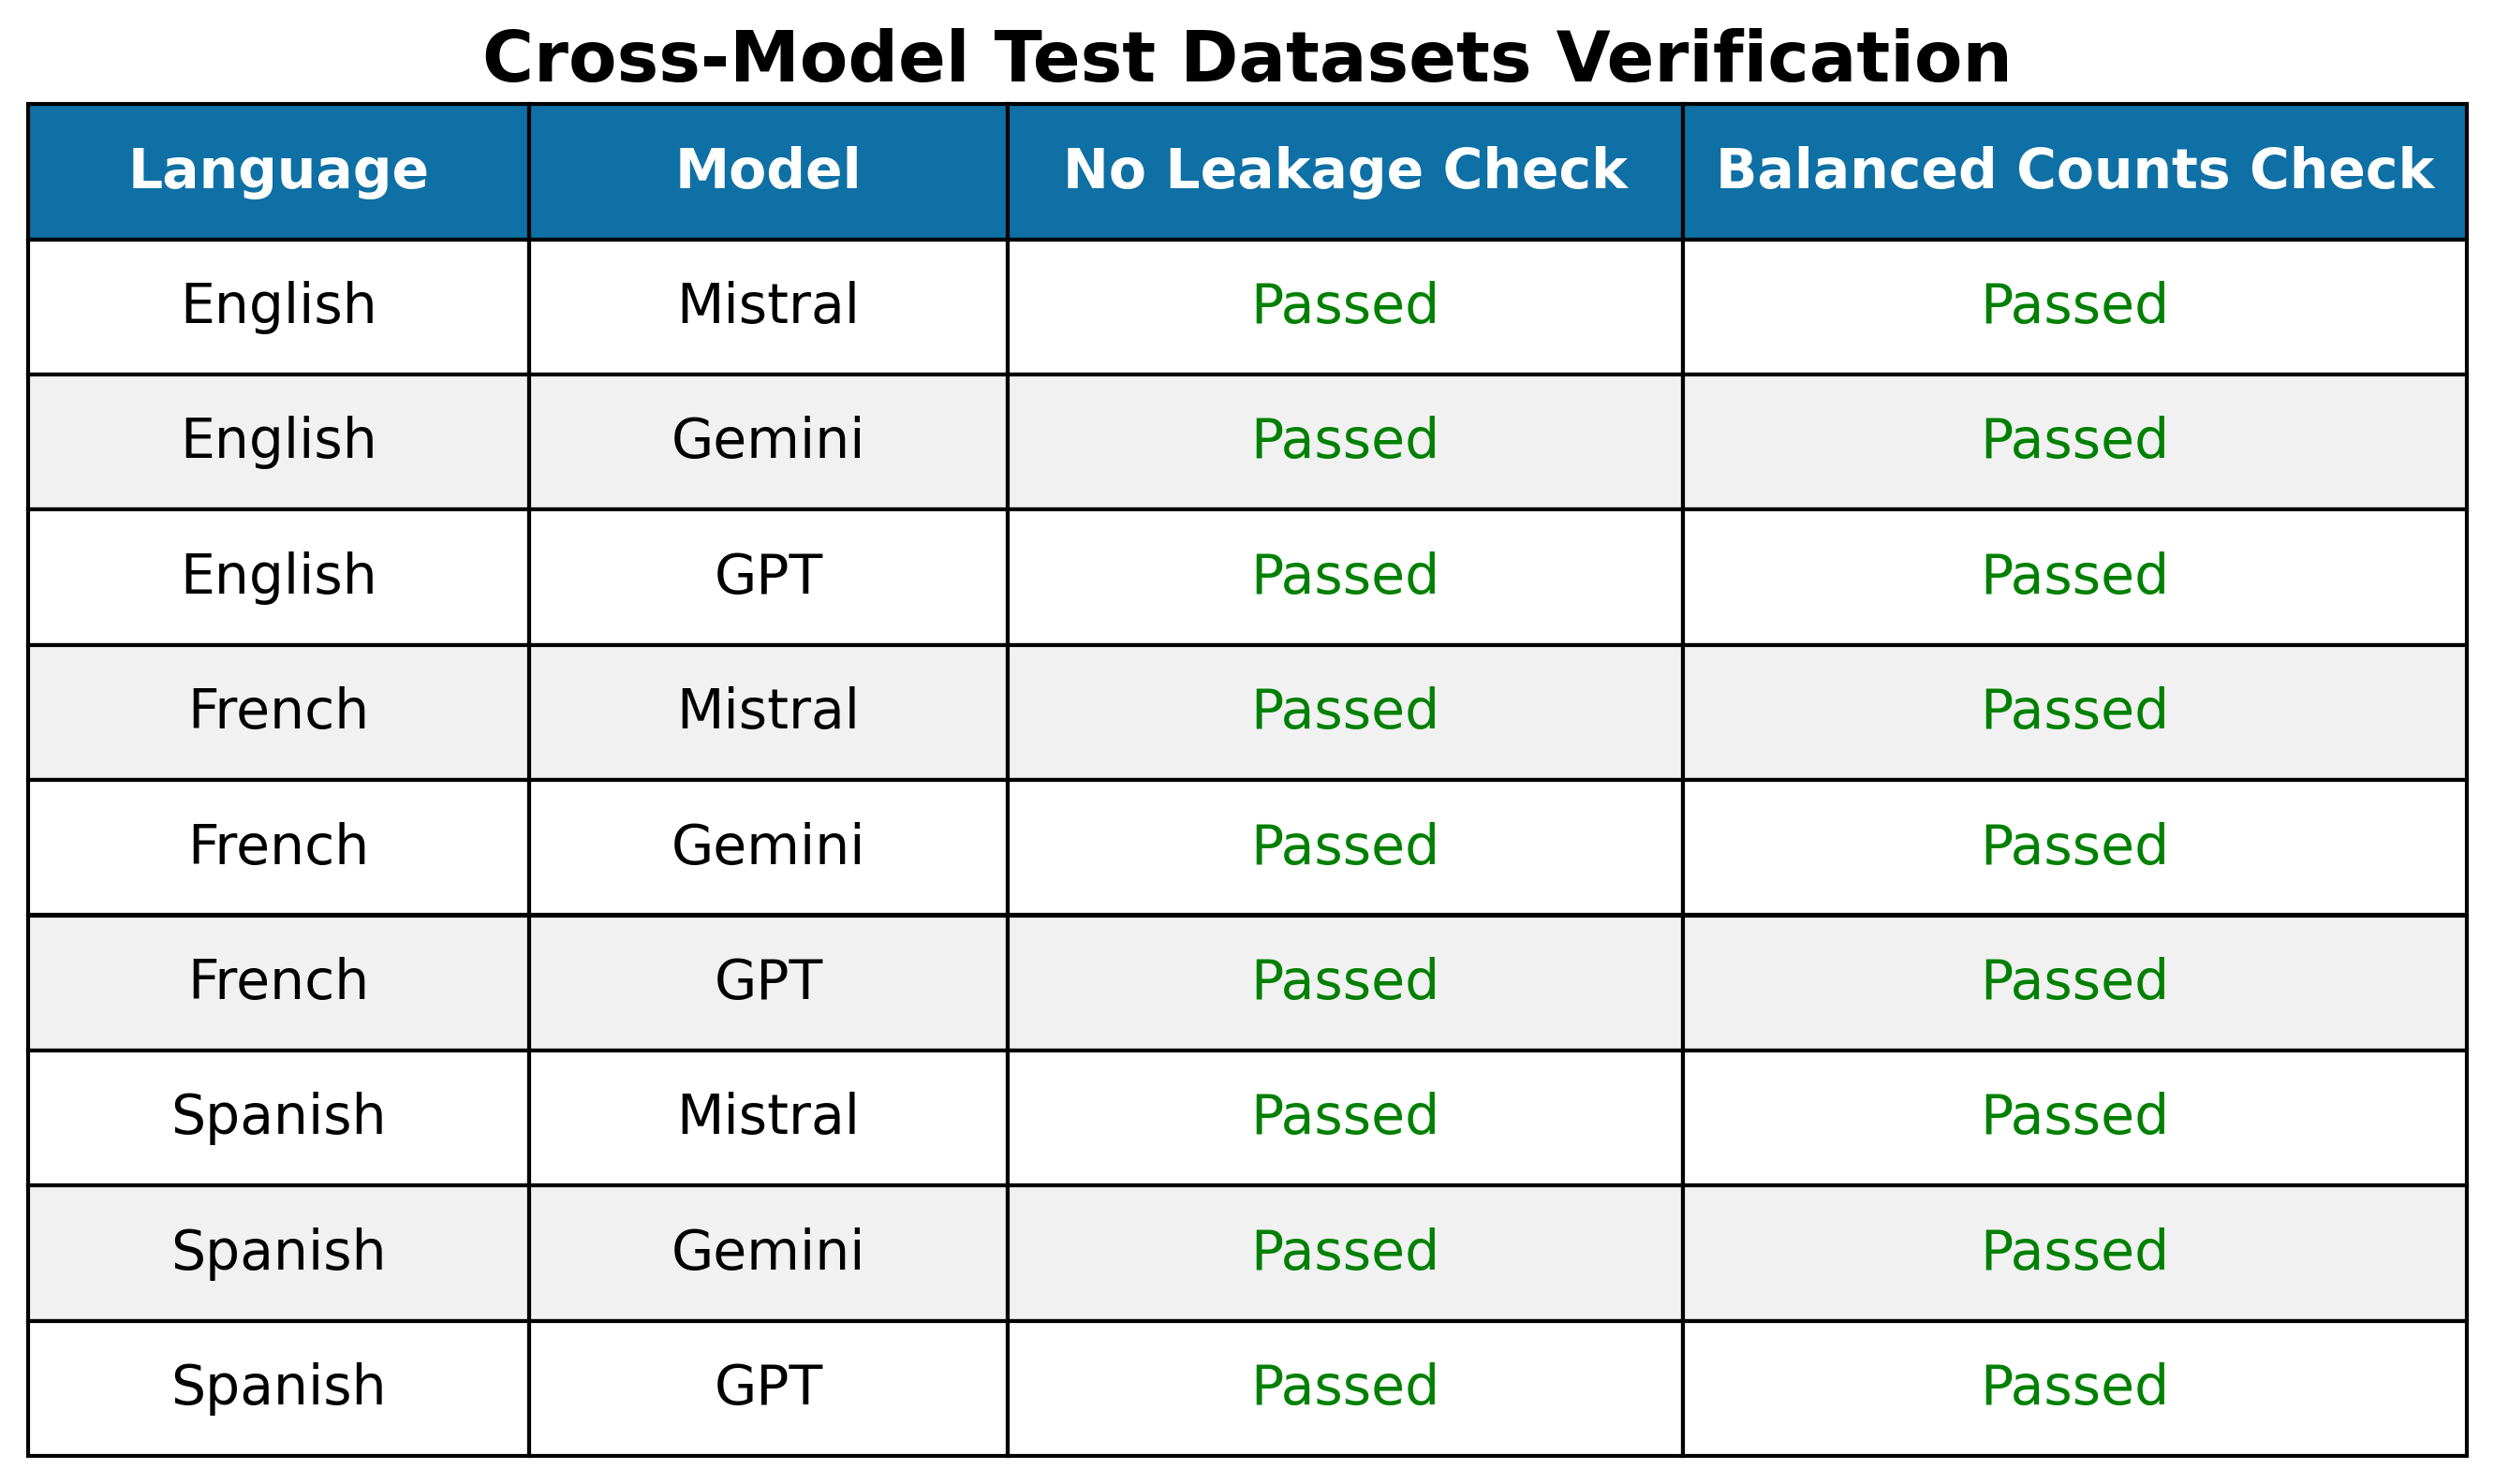 Cross-Model Test Datasets Verification
Language Model No Leakage Check Balanced Counts Check
English Mistral Passed Passed
English Gemini Passed Passed
English GPT Passed Passed
French Mistral Passed Passed
French Gemini Passed Passed
French GPT Passed Passed
Spanish Mistral Passed Passed
Spanish Gemini Passed Passed
Spanish GPT Passed Passed